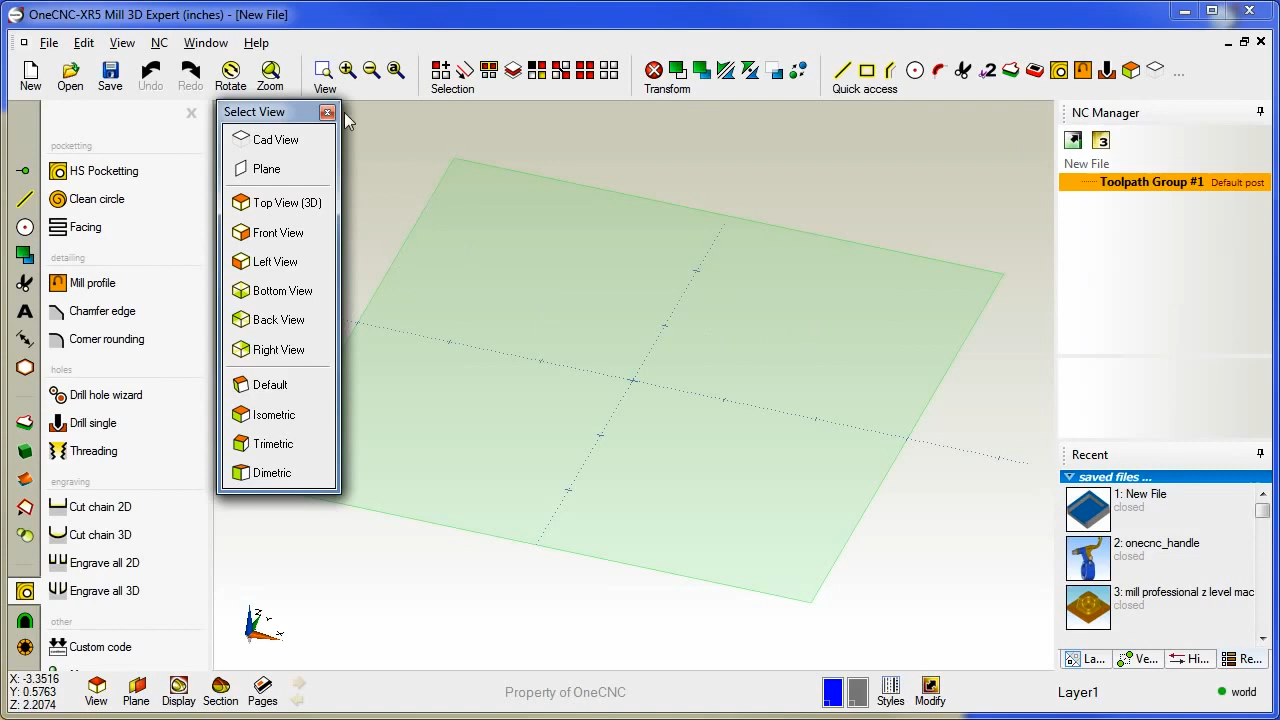 OneCNC-XR5 Mill 3D Expert (inches) - [New File]
File Edit View NC Window Help
New Open Save Undo Redo Rotate Zoom View Selection Transform Quick access
Select View
Cad View
Plane
Top View (3D)
Front View
Left View
Bottom View
Back View
Right View
Default
Isometric
Trimetric
Dimetric
pocketting
HS Pocketting
Clean circle
Facing
detailing
Mill profile
Chamfer edge
Corner rounding
holes
Drill hole wizard
Drill single
Threading
engraving
Cut chain 2D
Cut chain 3D
Engrave all 2D
Engrave all 3D
other
Custom code
NC Manager
3
New File
Toolpath Group #1 Default post
Recent
saved files ...
1: New File
closed
2: onecnc_handle
closed
3: mill professional z level mac
closed
La... Ve... Hi... Re...
Z
Y
X
X: -3.3516
Y: 0.5763
Z: 2.2074
View Plane Display Section Pages
Property of OneCNC
Styles Modify
Layer1
world